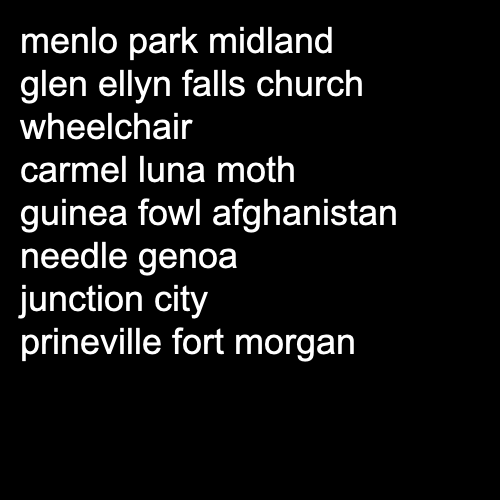 menlo park midland
glen ellyn falls church
wheelchair
carmel luna moth
guinea fowl afghanistan
needle genoa
junction city
prineville fort morgan